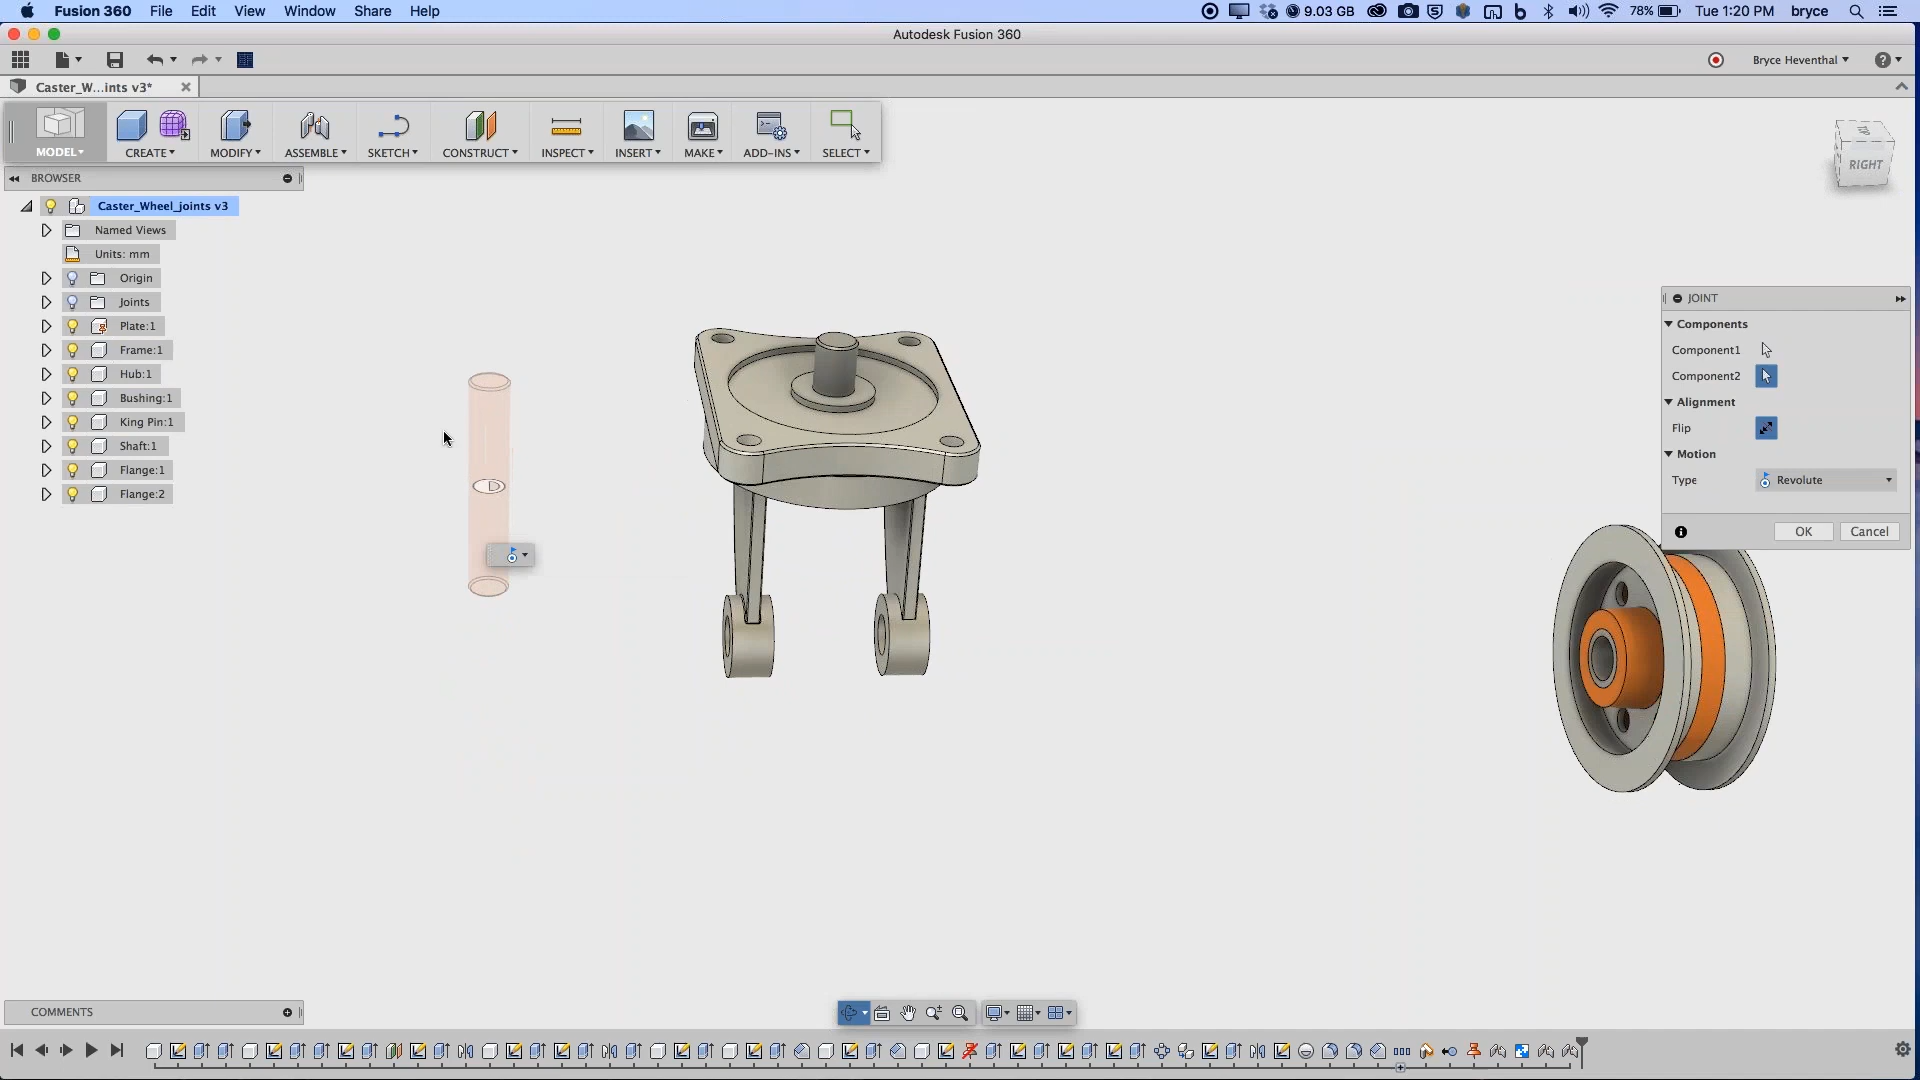 Fusion 360 File Edit View Window Share Help 9.03 GB 78% Tue 1:20 PM bryce
Autodesk Fusion 360
Bryce Heventhal
Caster_W...ints v3*
MODEL CREATE MODIFY ASSEMBLE SKETCH CONSTRUCT INSPECT INSERT MAKE ADD-INS SELECT
RIGHT
BROWSER
Caster_Wheel_joints v3
Named Views
Units: mm
Origin
Joints
Plate:1
Frame:1
Hub:1
Bushing:1
King Pin:1
Shaft:1
Flange:1
Flange:2
JOINT
Components
Component1
Component2
Alignment
Flip
Motion
Type Revolute
OK Cancel
COMMENTS